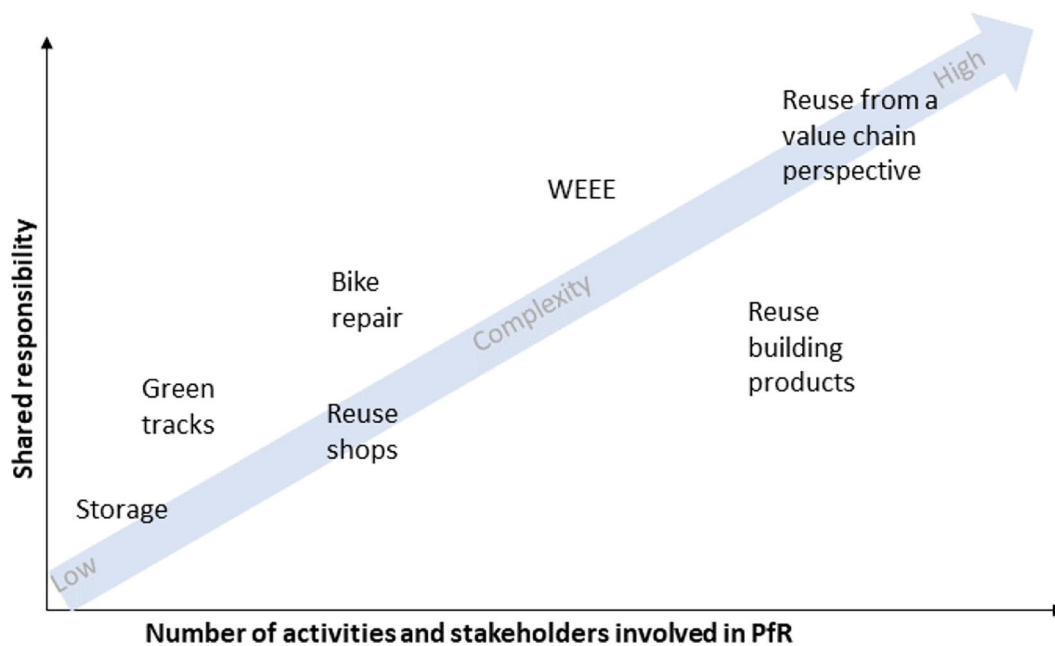 High
Reuse from a
value chain
perspective
WEEE
Shared responsibility
Bike
repair
Complexity
Reuse
building
products
Green
tracks
Reuse
shops
Storage
Low
Number of activities and stakeholders involved in PfR